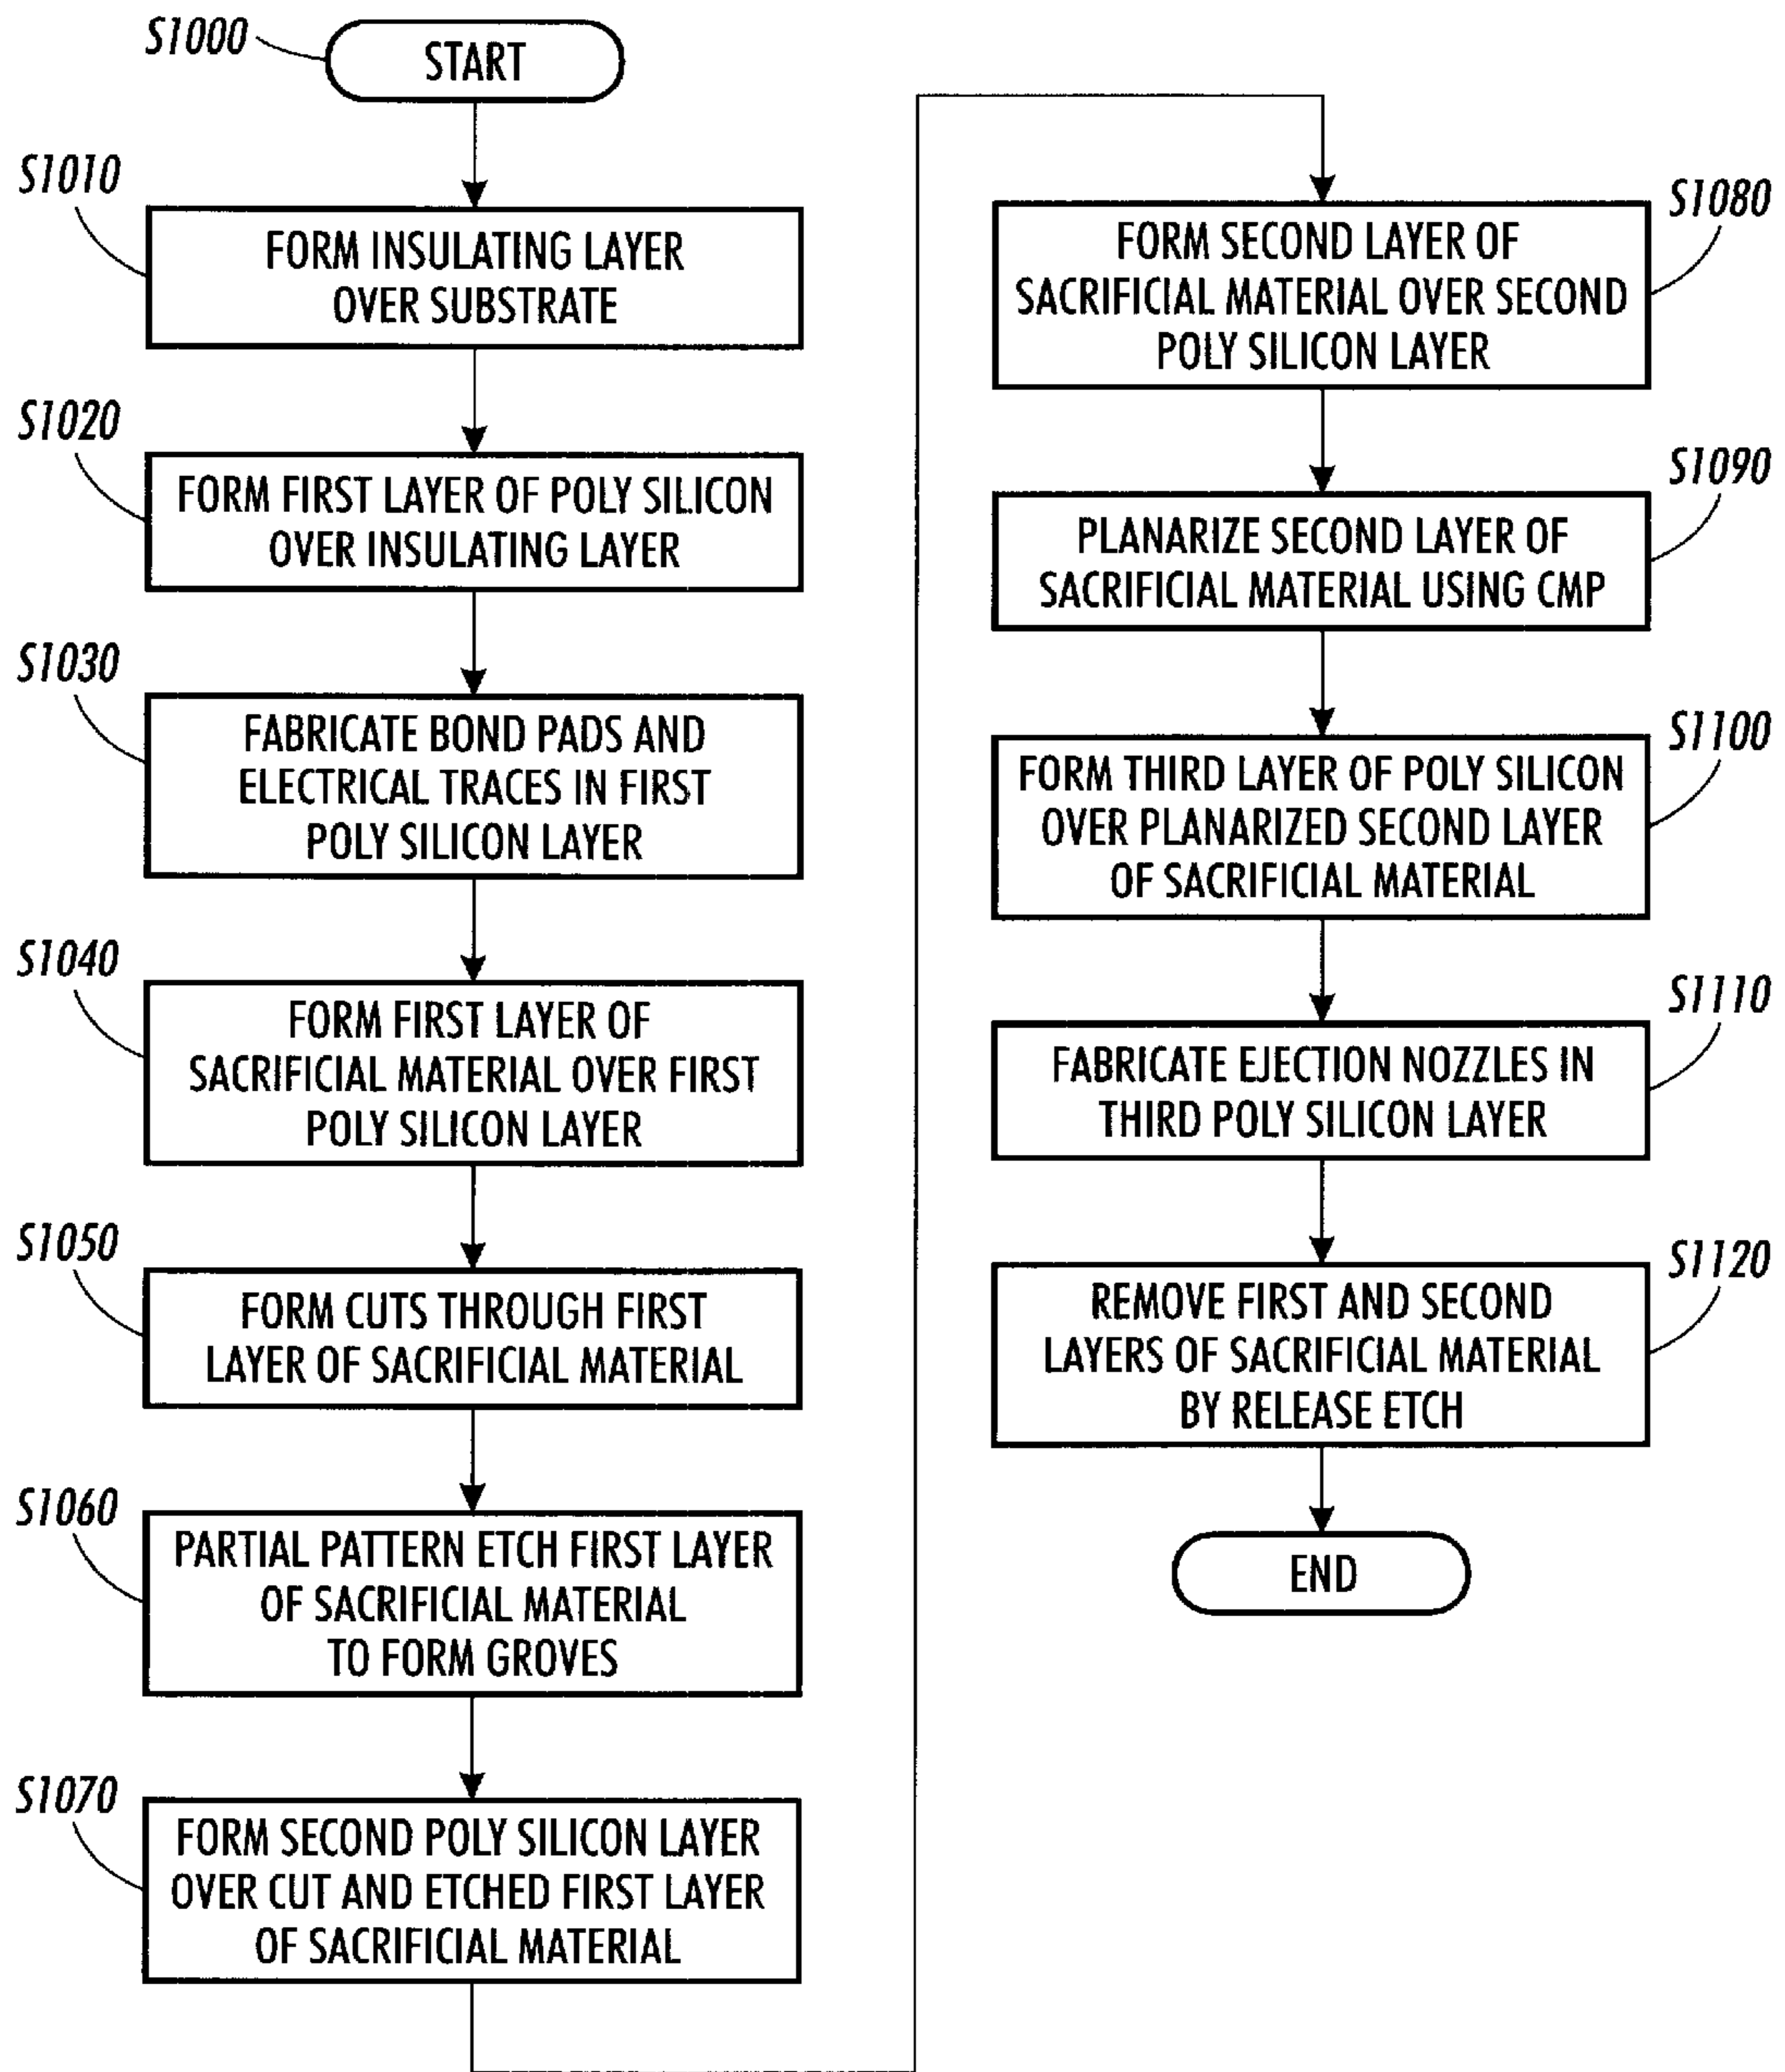 S1000
START
S1010
FORM INSULATING LAYER
OVER SUBSTRATE
S1020
FORM FIRST LAYER OF POLY SILICON
OVER INSULATING LAYER
S1030
FABRICATE BOND PADS AND
ELECTRICAL TRACES IN FIRST
POLY SILICON LAYER
S1040
FORM FIRST LAYER OF
SACRIFICIAL MATERIAL OVER FIRST
POLY SILICON LAYER
S1050
FORM CUTS THROUGH FIRST
LAYER OF SACRIFICIAL MATERIAL
S1060
PARTIAL PATTERN ETCH FIRST LAYER
OF SACRIFICIAL MATERIAL
TO FORM GROVES
S1070
FORM SECOND POLY SILICON LAYER
OVER CUT AND ETCHED FIRST LAYER
OF SACRIFICIAL MATERIAL
S1080
FORM SECOND LAYER OF
SACRIFICIAL MATERIAL OVER SECOND
POLY SILICON LAYER
S1090
PLANARIZE SECOND LAYER OF
SACRIFICIAL MATERIAL USING CMP
S1100
FORM THIRD LAYER OF POLY SILICON
OVER PLANARIZED SECOND LAYER
OF SACRIFICIAL MATERIAL
S1110
FABRICATE EJECTION NOZZLES IN
THIRD POLY SILICON LAYER
S1120
REMOVE FIRST AND SECOND
LAYERS OF SACRIFICIAL MATERIAL
BY RELEASE ETCH
END